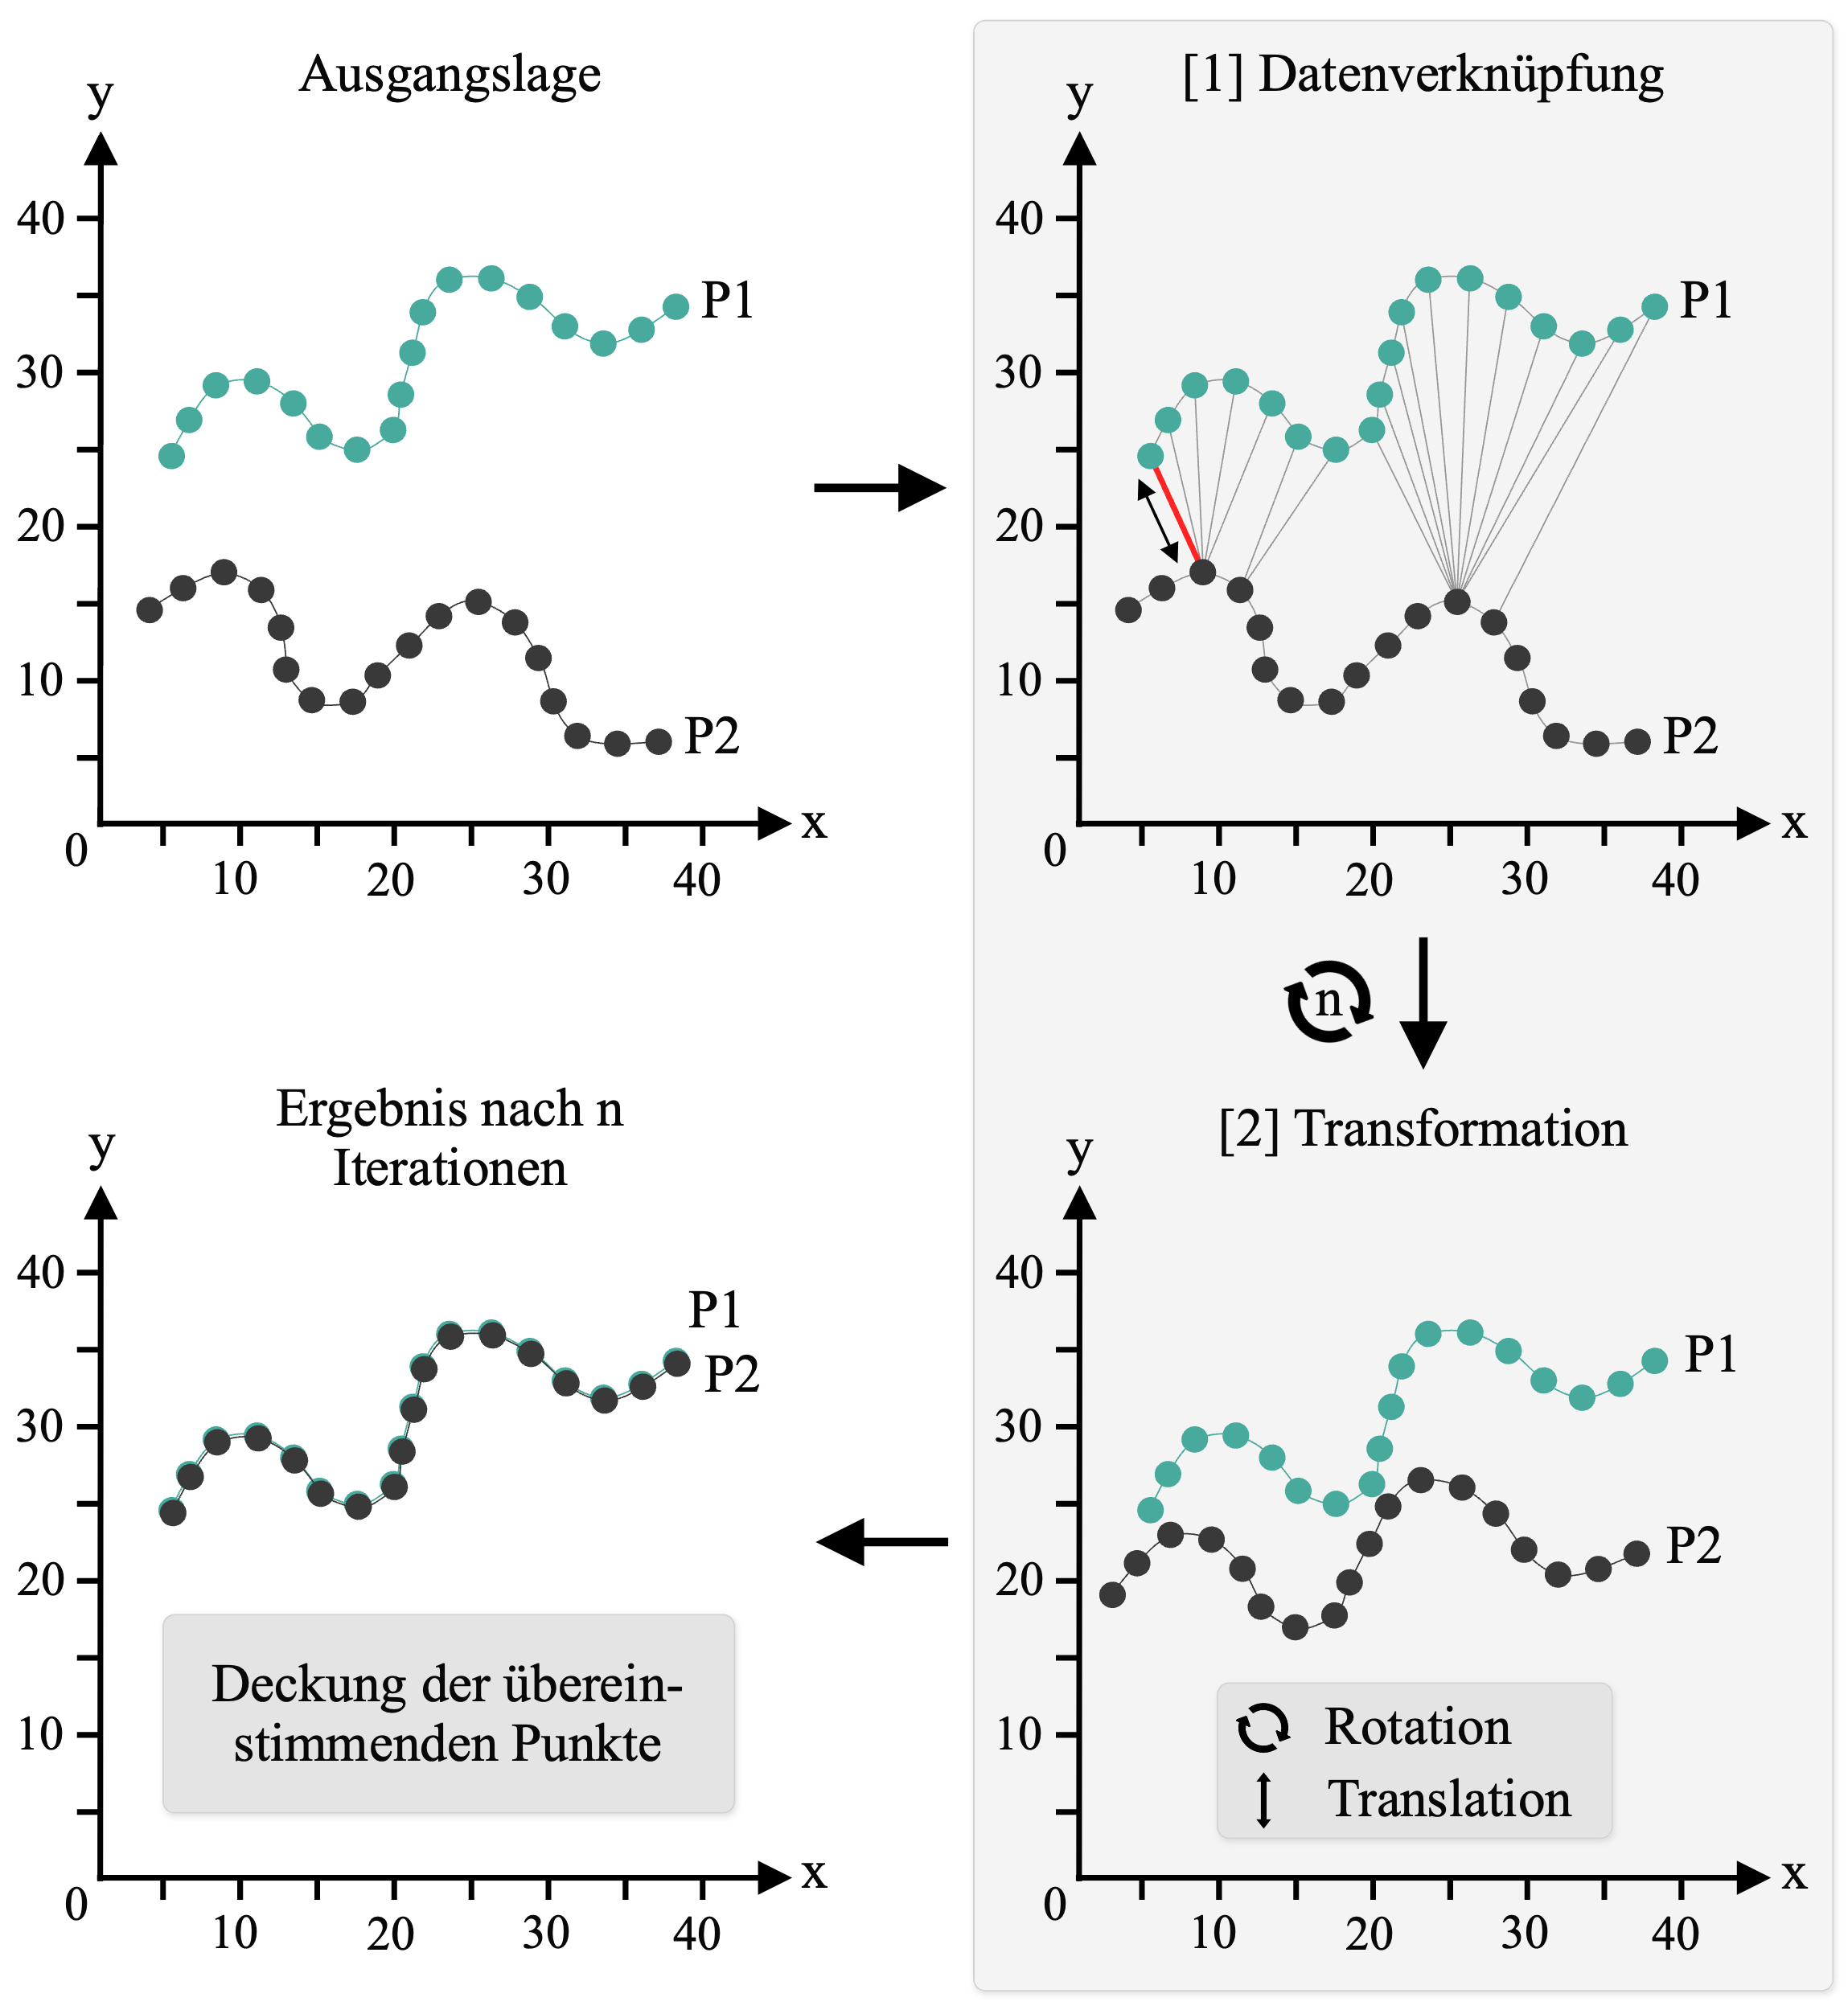 Ausgangslage
y
40
30
20
10
0
10
20
30
40
x
P1
P2
[1] Datenverknüpfung
y
40
30
20
10
0
10
20
30
40
x
P1
P2
n
[2] Transformation
y
40
30
20
10
0
10
20
30
40
x
P1
P2
Rotation
Translation
Ergebnis nach n
Iterationen
y
40
30
20
10
0
10
20
30
40
x
P1
P2
Deckung der überein-
stimmenden Punkte